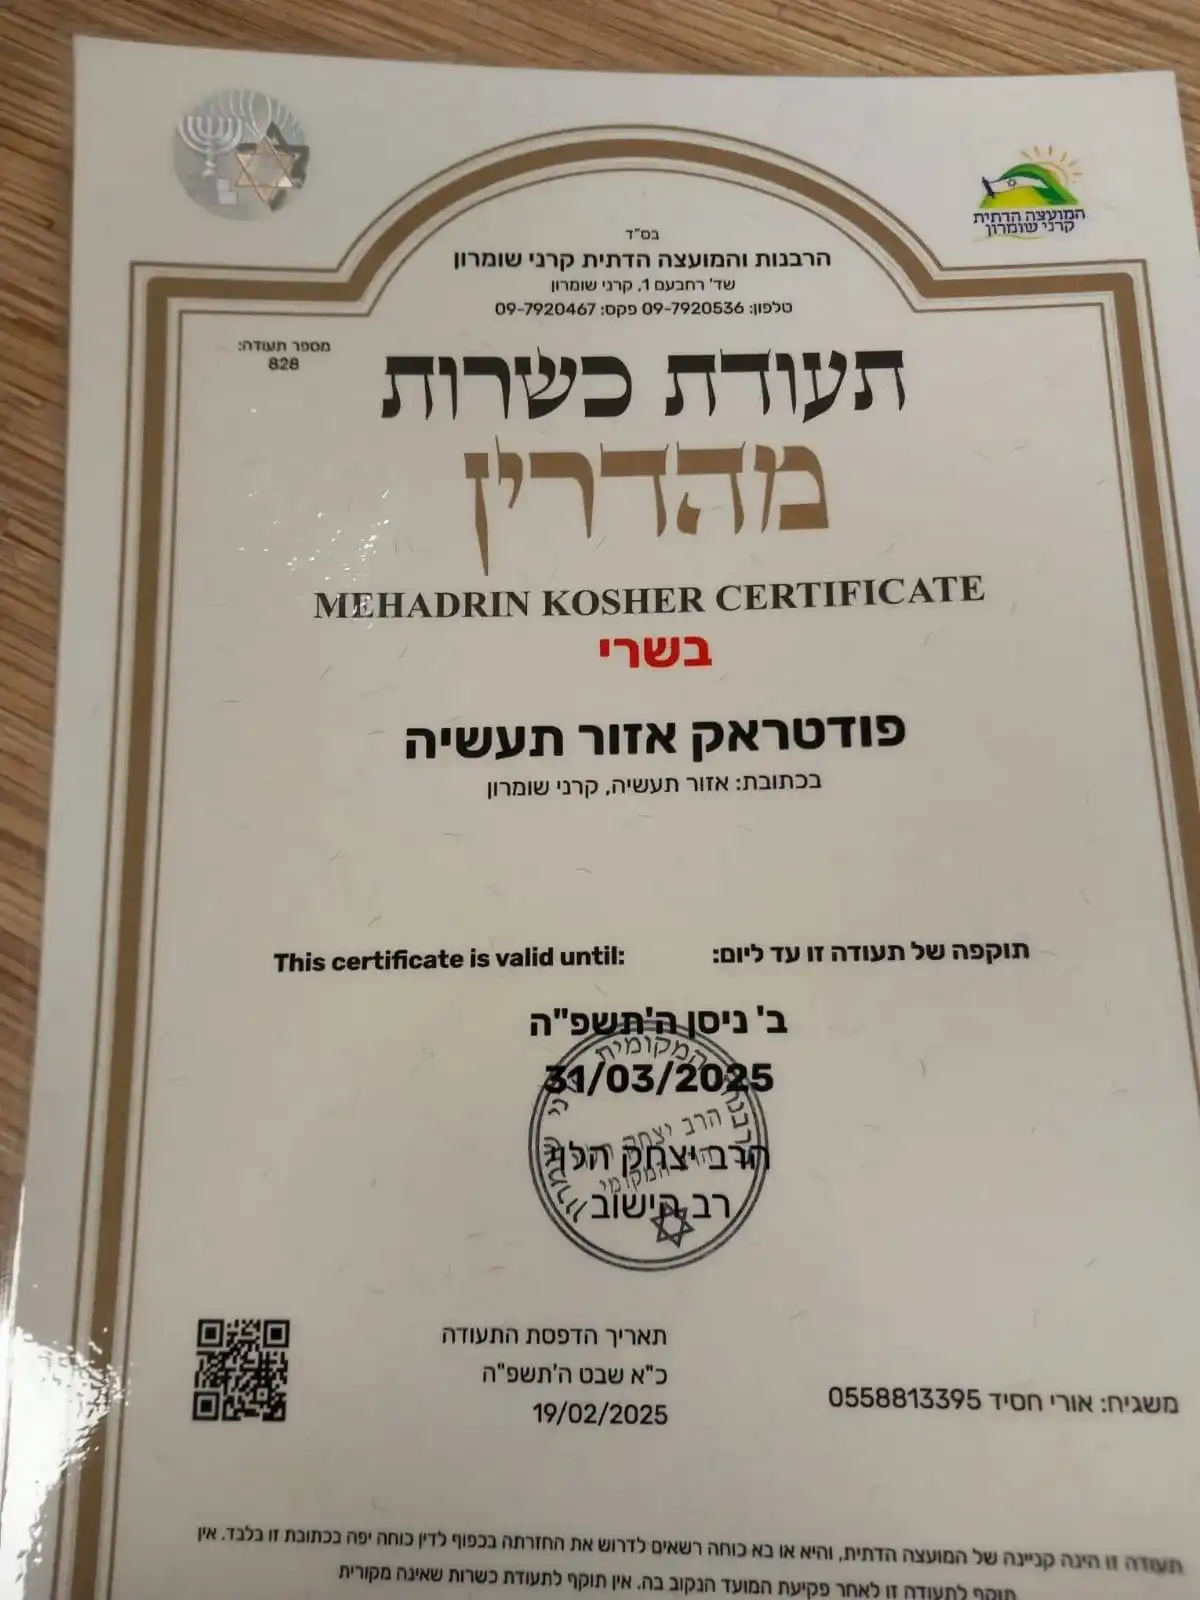 המועצה הדתית
קרני שומרון
בס"ד
הרבנות והמועצה הדתית קרני שומרון
שד' רחבעם 1, קרני שומרון
טלפון: 09-7920536 פקס: 09-7920467
מספר תעודה:
828
תעודת כשרות
מהדרין
MEHADRIN KOSHER CERTIFICATE
בשרי
פודטראק אזור תעשיה
בכתובת: אזור תעשיה, קרני שומרון
תוקפה של תעודה זו עד ליום:
This certificate is valid until:
ב' ניסן ה'תשפ"ה
31/03/2025
הרב יצחק הלוי
רב הישוב
המקומית
הרב יצחק
המקומי
תאריך הדפסת התעודה
כ"א שבט ה'תשפ"ה
19/02/2025
משגיח: אורי חסיד 0558813395
תעודה זו הינה קניינה של המועצה הדתית, והיא או בא כוחה רשאים לדרוש את החזרתה בכפוף לדין כוחה יפה בכתובת זו בלבד. אין
תוקף לתעודה זו לאחר פקיעת המועד הנקוב בה. אין תוקף לתעודת כשרות שאינה מקורית